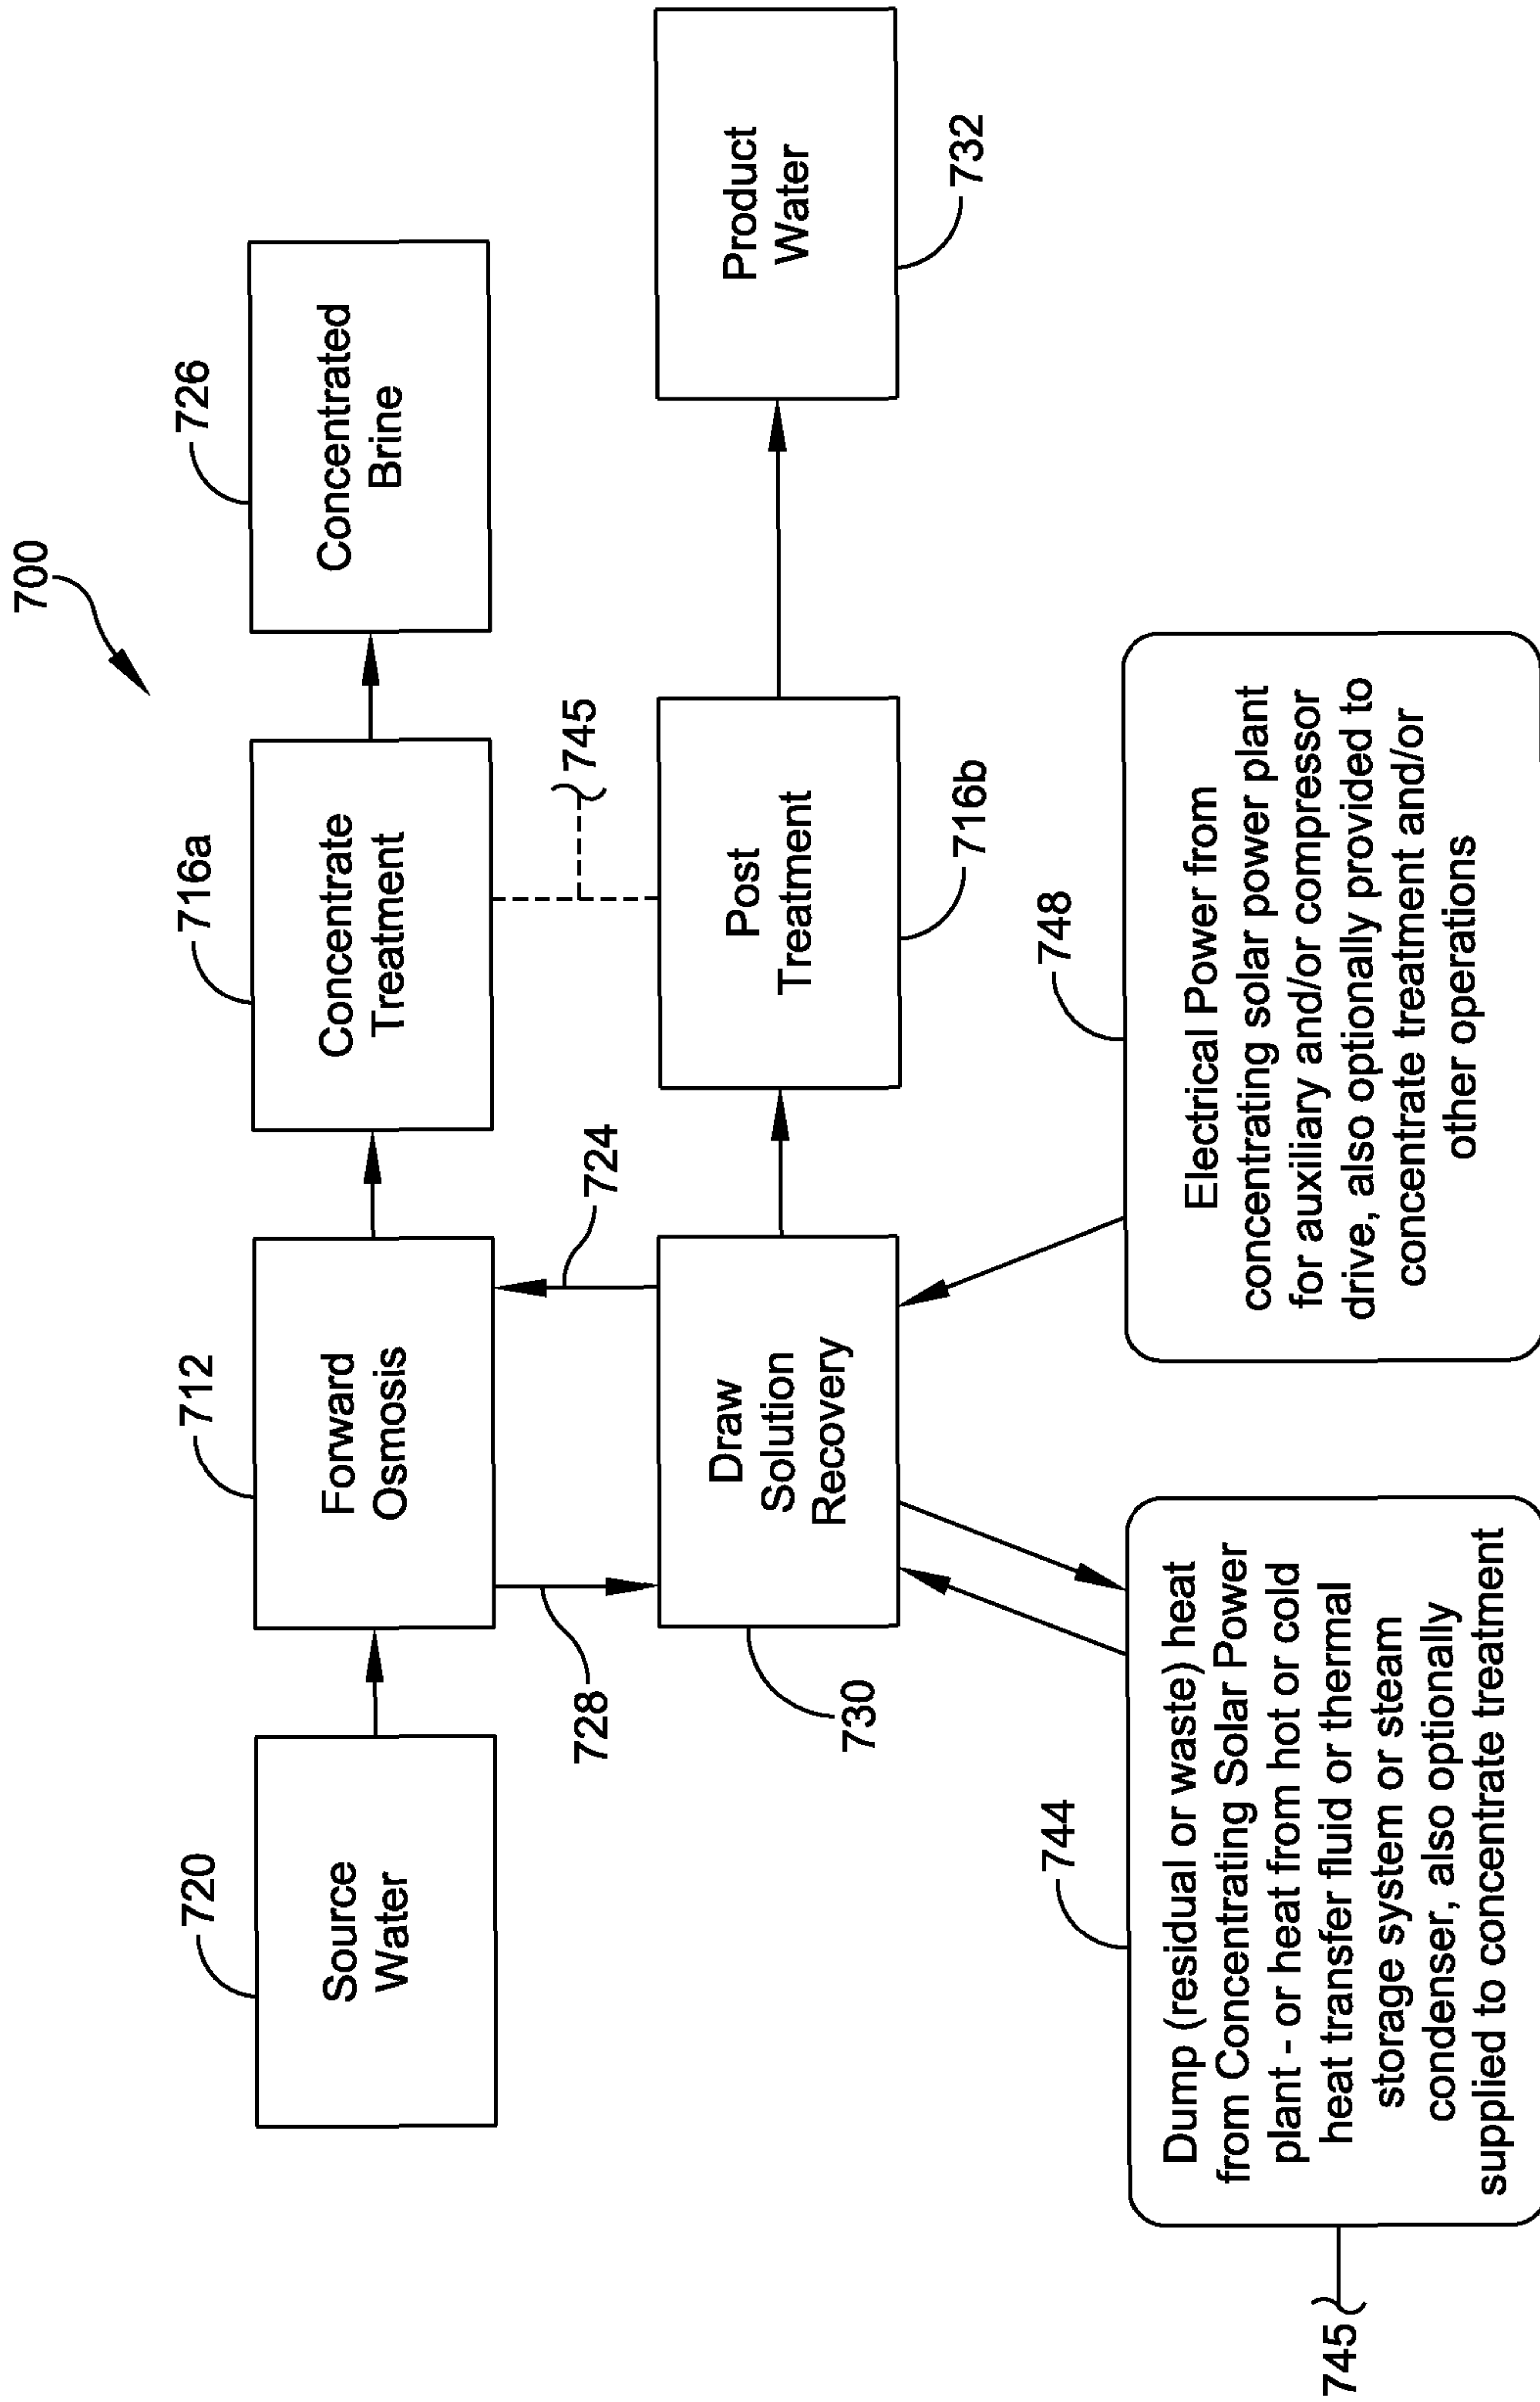 700
720
Source
Water
712
Forward
Osmosis
716a
Concentrate
Treatment
726
Concentrated
Brine
728
724
745
730
Draw
Solution
Recovery
Post
Treatment
716b
Product
Water
732
744
Dump (residual or waste) heat
from Concentrating Solar Power
plant - or heat from hot or cold
heat transfer fluid or thermal
storage system or steam
condenser, also optionally
supplied to concentrate treatment
745
748
Electrical Power from
concentrating solar power plant
for auxiliary and/or compressor
drive, also optionally provided to
concentrate treatment and/or
other operations